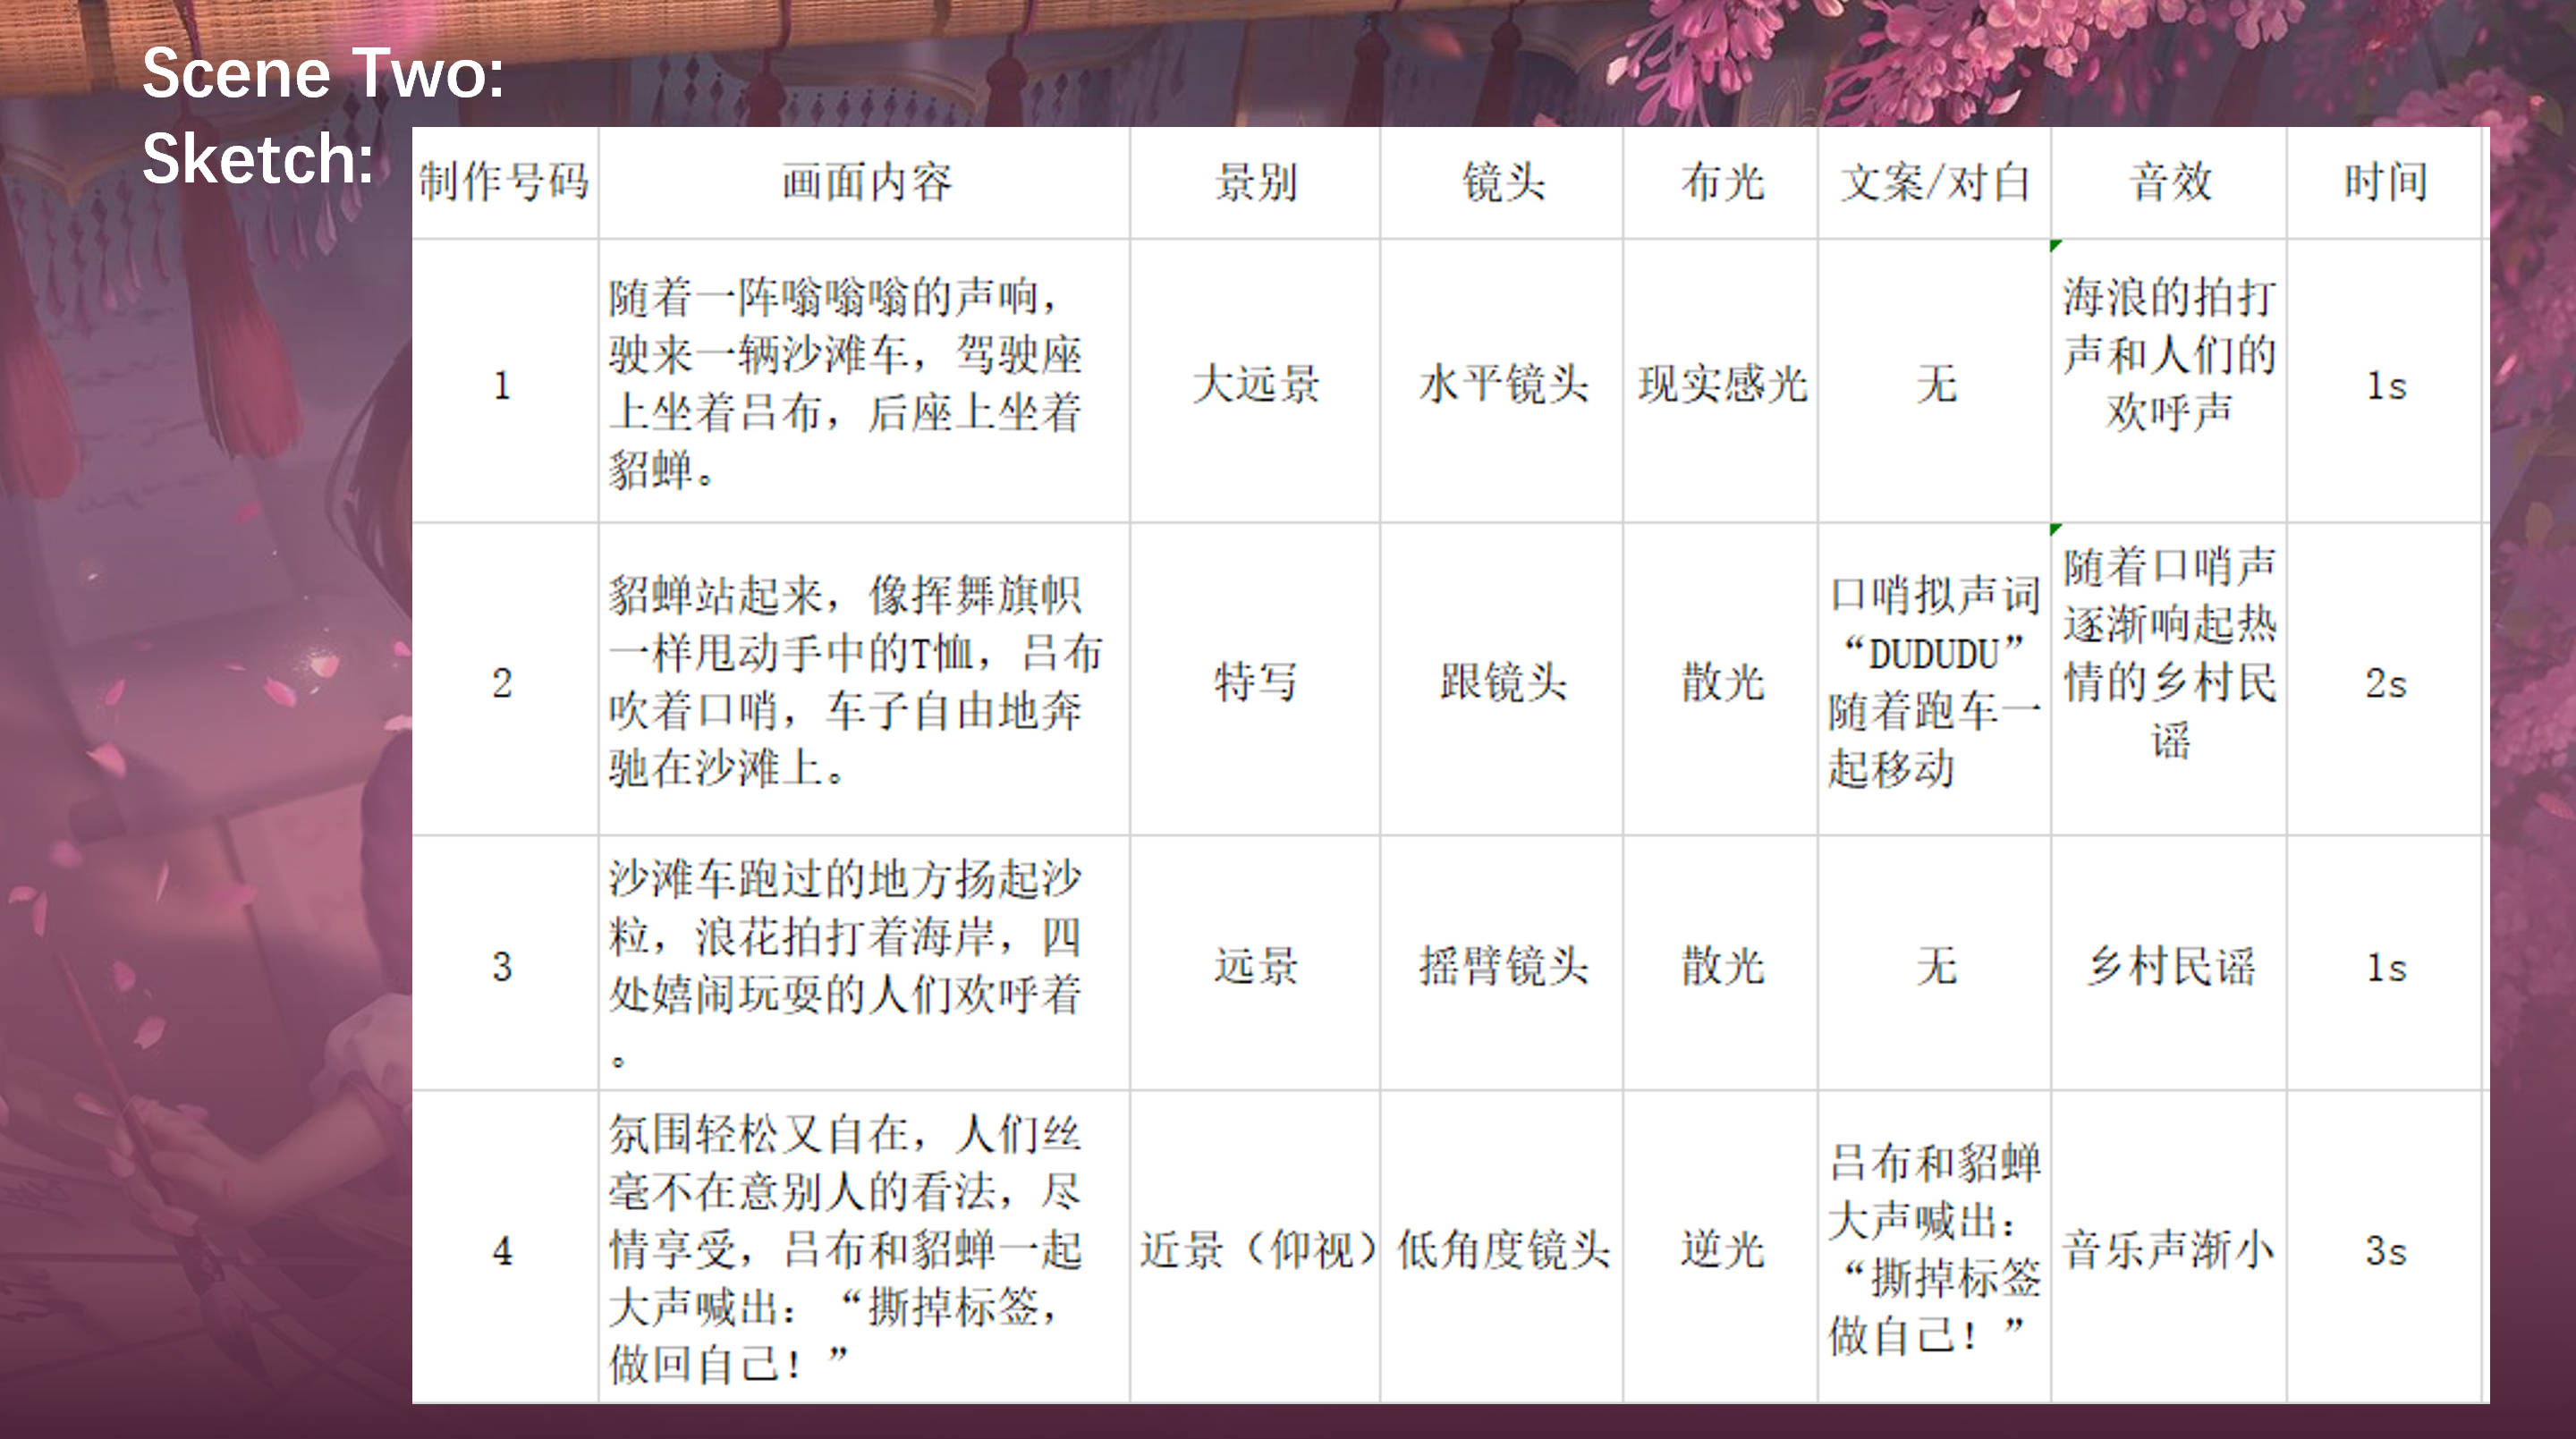 Scene Two:
Sketch:
制作号码 画面内容 景别 镜头 布光 文案/对白 音效 时间
1
随着一阵嗡嗡嗡的声响，
驶来一辆沙滩车，驾驶座
上坐着吕布，后座上坐着
貂蝉。
大远景
水平镜头
现实感光
无
海浪的拍打
声和人们的
欢呼声
1s
2
貂蝉站起来，像挥舞旗帜
一样甩动手中的T恤，吕布
吹着口哨，车子自由地奔
驰在沙滩上。
特写
跟镜头
散光
口哨拟声词
“DUDUDU”
随着跑车一
起移动
随着口哨声
逐渐响起热
情的乡村民
谣
2s
3
沙滩车跑过的地方扬起沙
粒，浪花拍打着海岸，四
处嬉闹玩耍的人们欢呼着
。
远景
摇臂镜头
散光
无
乡村民谣
1s
4
氛围轻松又自在，人们丝
毫不在意别人的看法，尽
情享受，吕布和貂蝉一起
大声喊出：“撕掉标签，
做回自己！”
近景（仰视）
低角度镜头
逆光
吕布和貂蝉
大声喊出：
“撕掉标签
做自己！”
音乐声渐小
3s